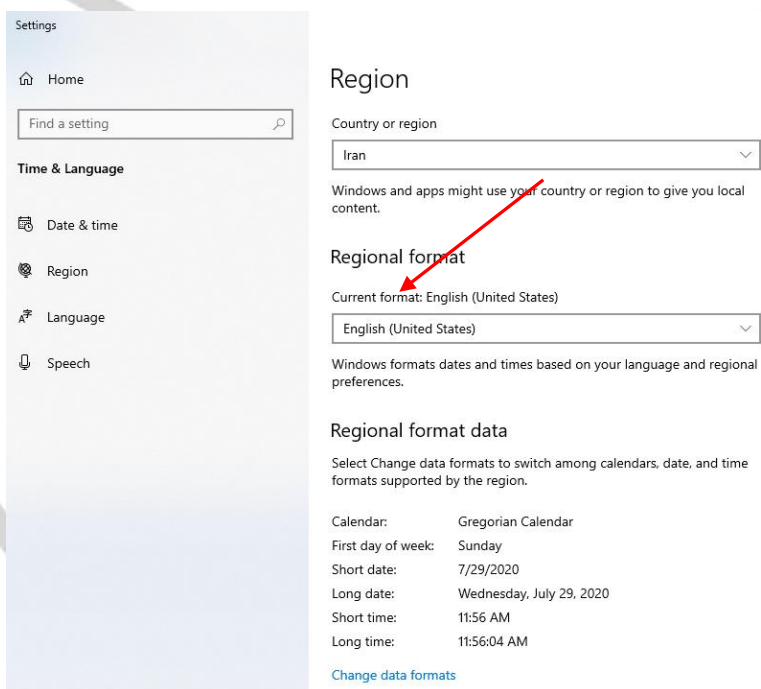 Settings
Home
Find a setting
Time & Language
Date & time
Region
Language
Speech
Region
Country or region
Iran
Windows and apps might use your country or region to give you local
content.
Regional format
Current format: English (United States)
English (United States)
Windows formats dates and times based on your language and regional
preferences.
Regional format data
Select Change data formats to switch among calendars, date, and time
formats supported by the region.
Calendar: Gregorian Calendar
First day of week: Sunday
Short date: 7/29/2020
Long date: Wednesday, July 29, 2020
Short time: 11:56 AM
Long time: 11:56:04 AM
Change data formats